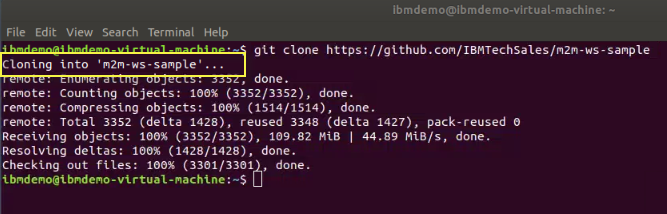 ibmdemo@ibmdemo-virtual-machine: ~
File Edit View Search Terminal Help
ibmdemo@ibmdemo-virtual-machine:~$ git clone https://github.com/IBMTechSales/m2m-ws-sample
Cloning into 'm2m-ws-sample'...
remote: Enumerating objects: 3352, done.
remote: Counting objects: 100% (3352/3352), done.
remote: Compressing objects: 100% (1514/1514), done.
remote: Total 3352 (delta 1428), reused 3348 (delta 1427), pack-reused 0
Receiving objects: 100% (3352/3352), 109.82 MiB | 44.89 MiB/s, done.
Resolving deltas: 100% (1428/1428), done.
Checking out files: 100% (3301/3301), done.
ibmdemo@ibmdemo-virtual-machine:~$